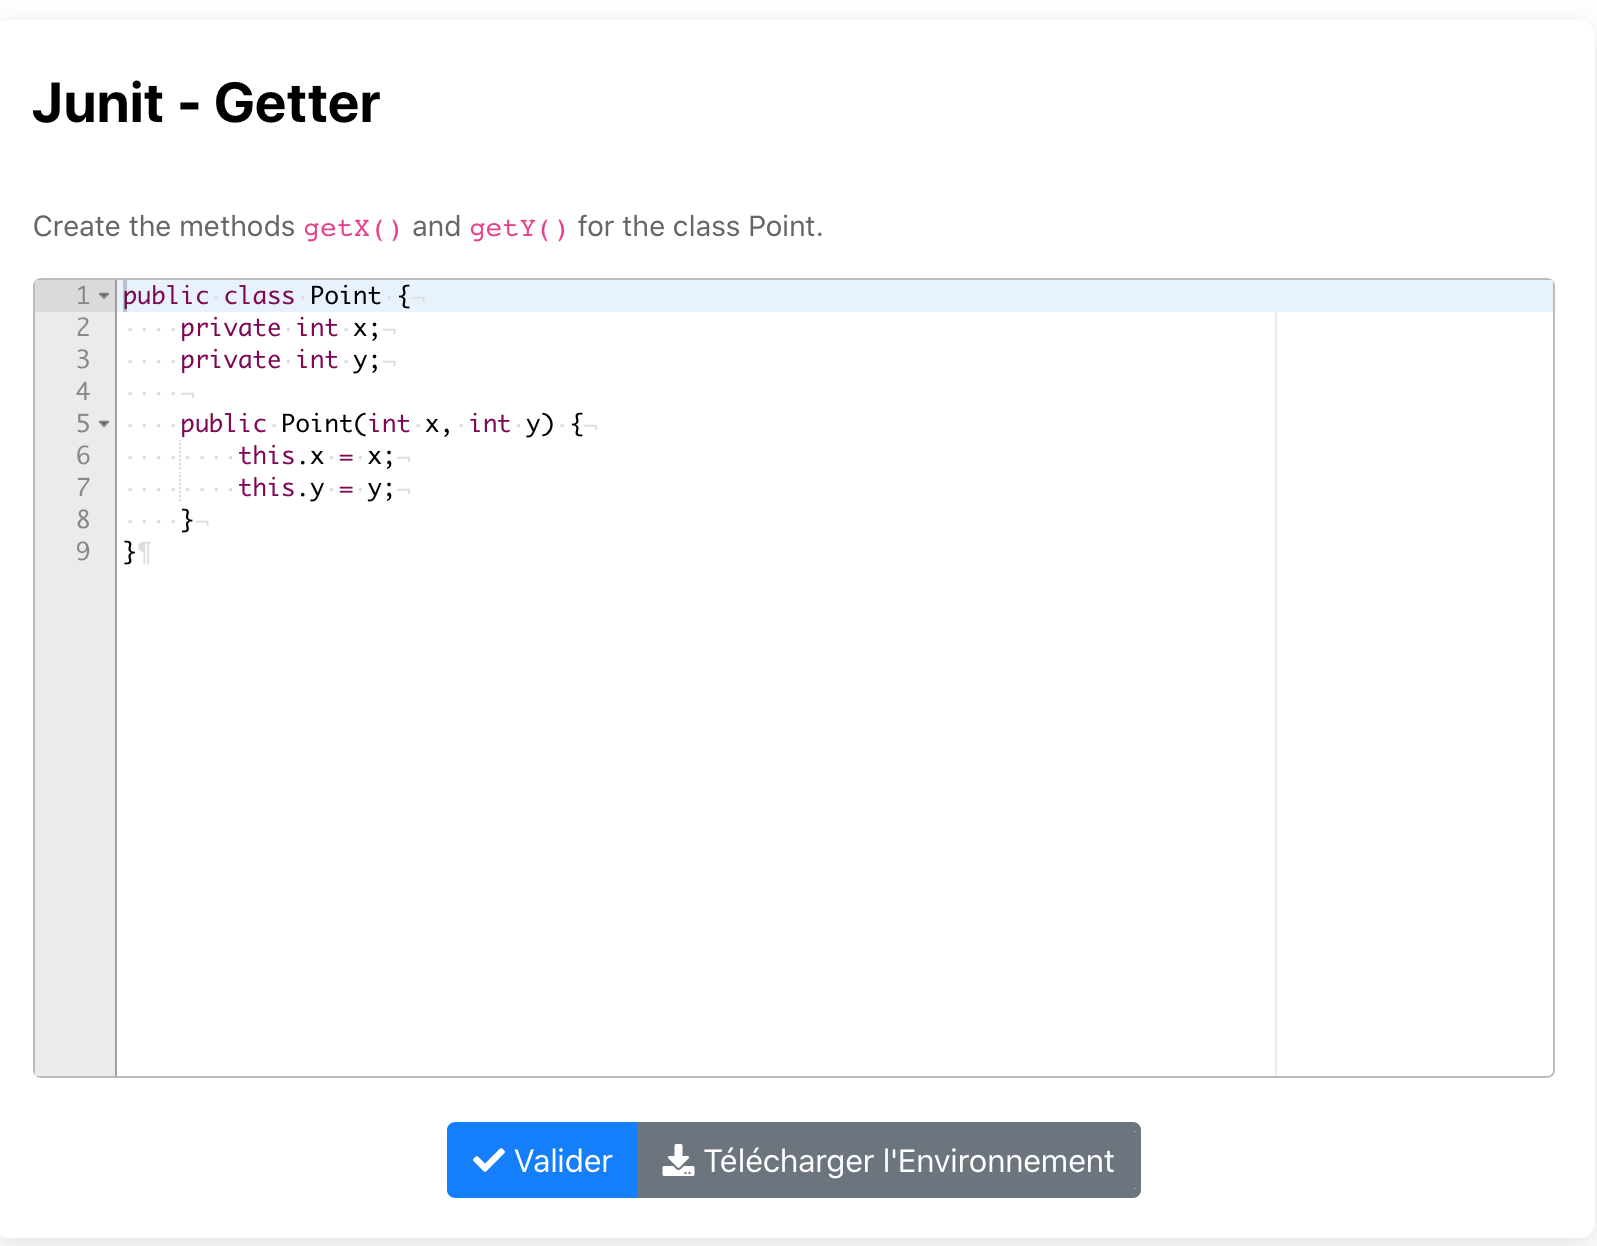 Junit - Getter
Create the methods getX() and getY() for the class Point.
1 public class Point {
2     private int x;
3     private int y;
4
5     public Point(int x, int y) {
6         this.x = x;
7         this.y = y;
8     }
9 }
Valider
Télécharger l'Environnement